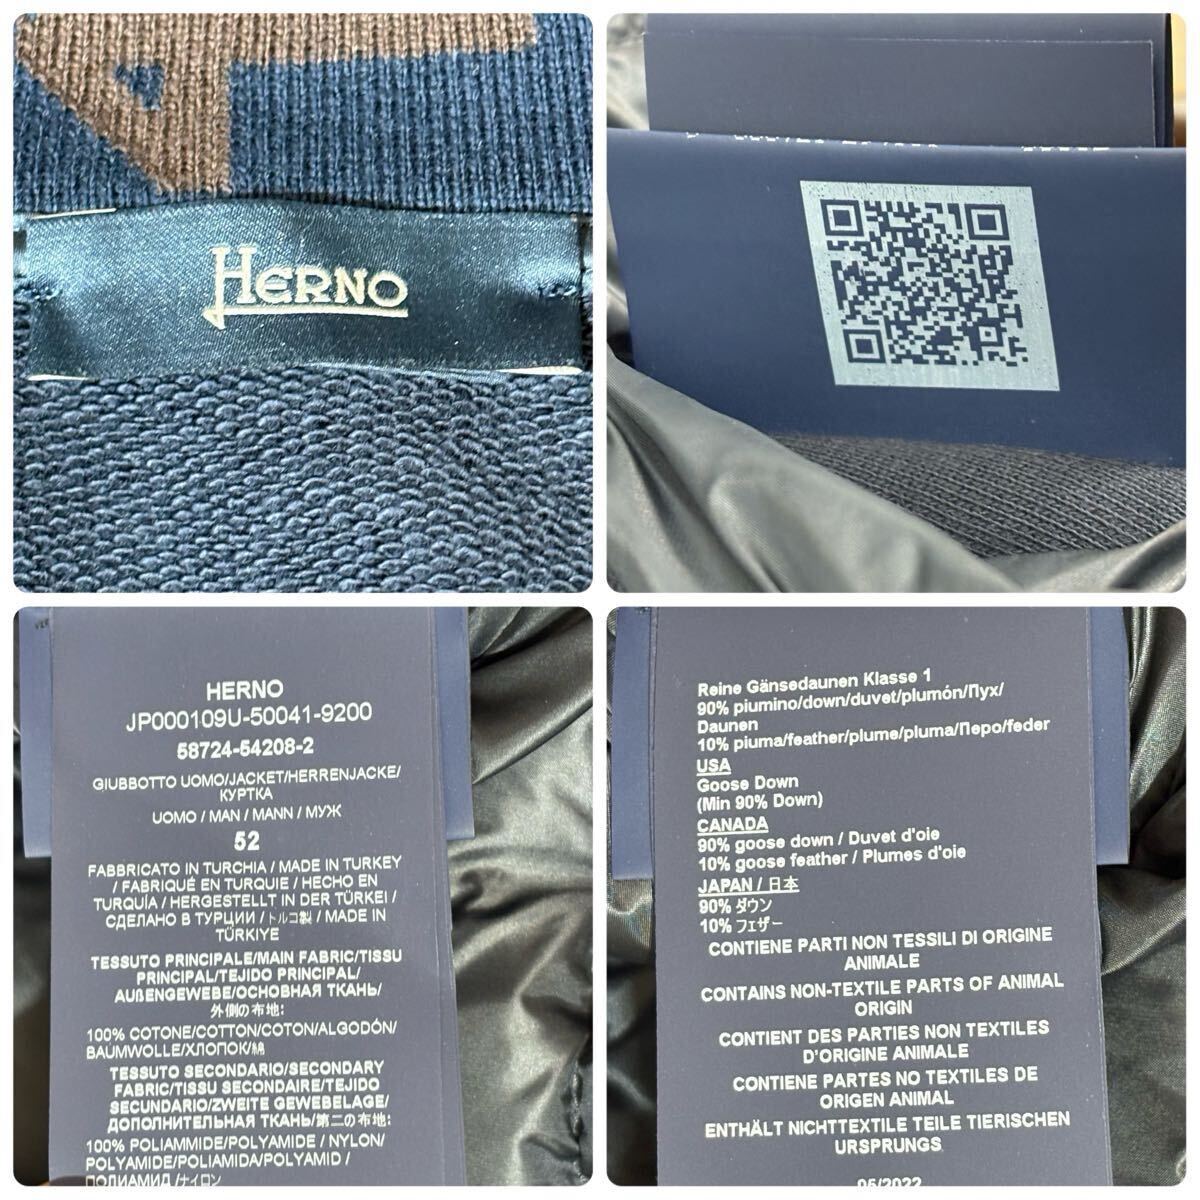 HERNO
HERNO
JP000109U-50041-9200
58724-54208-2
GIUBBOTTO UOMO/JACKET/HERRENJACKE/
КУРТКА
UOMO / MAN / MANN / МУЖ
52
FABBRICATO IN TURCHIA / MADE IN TURKEY
/ FABRIQUÉ EN TURQUIE / HECHO EN
TURQUÍA / HERGESTELLT IN DER TÜRKEI /
СДЕЛАНО В ТУРЦИИ / トルコ製 / MADE IN
TÜRKIYE
TESSUTO PRINCIPALE/MAIN FABRIC/TISSU
PRINCIPAL/TEJIDO PRINCIPAL/
AUßENGEWEBE/ОСНОВНАЯ ТКАНЬ/
外側の布地:
100% COTONE/COTTON/COTON/ALGODÓN/
BAUMWOLLE/ХЛОПОК/綿
TESSUTO SECONDARIO/SECONDARY
FABRIC/TISSU SECONDAIRE/TEJIDO
SECUNDARIO/ZWEITE GEWEBELAGE/
ДОПОЛНИТЕЛЬНАЯ ТКАНЬ/第二の布地:
100% POLIAMMIDE/POLYAMIDE / NYLON/
POLYAMIDE/POLIAMIDA/POLYAMID /
ПОЛИАМИД /ナイロン
Reine Gänsedaunen Klasse 1
90% piumino/down/duvet/plumón/Пух/
Daunen
10% piuma/feather/plume/pluma/Перо/feder
USA
Goose Down
(Min 90% Down)
CANADA
90% goose down / Duvet d'oie
10% goose feather / Plumes d'oie
JAPAN / 日本
90% ダウン
10% フェザー
CONTIENE PARTI NON TESSILI DI ORIGINE
ANIMALE
CONTAINS NON-TEXTILE PARTS OF ANIMAL
ORIGIN
CONTIENT DES PARTIES NON TEXTILES
D'ORIGINE ANIMALE
CONTIENE PARTES NO TEXTILES DE
ORIGEN ANIMAL
ENTHÄLT NICHTTEXTILE TEILE TIERISCHEN
URSPRUNGS
05/2022